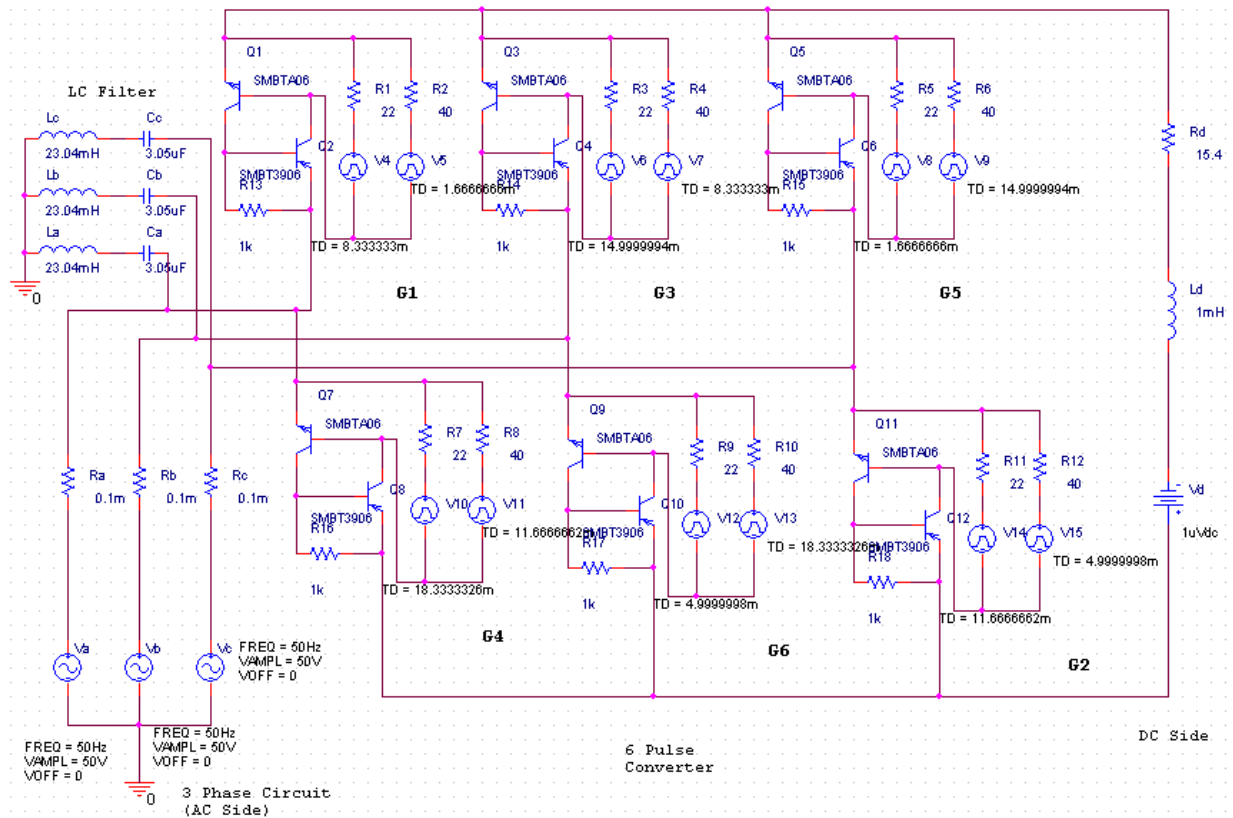 LC Filter
Lc
23.04mH
Cc
3.05uF
Lb
23.04mH
Cb
3.05uF
La
23.04mH
Ca
3.05uF
0
Q1
SMBTA06
R1
22
R2
40
Q2
SMBT3906
V4
V5
R13
1k
TD = 1.6666666m
TD = 8.333333m
G1
Q3
SMBTA06
R3
22
R4
40
Q4
SMBT3906
V6
V7
R14
1k
TD = 8.333333m
TD = 14.9999994m
G3
Q5
SMBTA06
R5
22
R6
40
Q6
SMBT3906
V8
V9
R15
1k
TD = 14.9999994m
TD = 1.6666666m
G5
Rd
15.4
Ld
1mH
Vd
1uVdc
Q7
SMBTA06
R7
22
R8
40
Q8
SMBT3906
V10
V11
R16
1k
TD = 18.3333326m
G4
Q9
SMBTA06
R9
22
R10
40
Q10
V12
V13
R17
1k
TD = 4.9999998m
G6
Q11
SMBTA06
R11
22
R12
40
Q12
V14
V15
R18
1k
TD = 4.9999998m
TD = 11.6666662m
G2
Ra
0.1m
Rb
0.1m
Rc
0.1m
Va
Vb
Vc
FREQ = 50Hz
VAMPL = 50V
VOFF = 0
FREQ = 50Hz
VAMPL = 50V
VOFF = 0
FREQ = 50Hz
VAMPL = 50V
VOFF = 0
0
3 Phase Circuit
(AC Side)
6 Pulse
Converter
DC Side